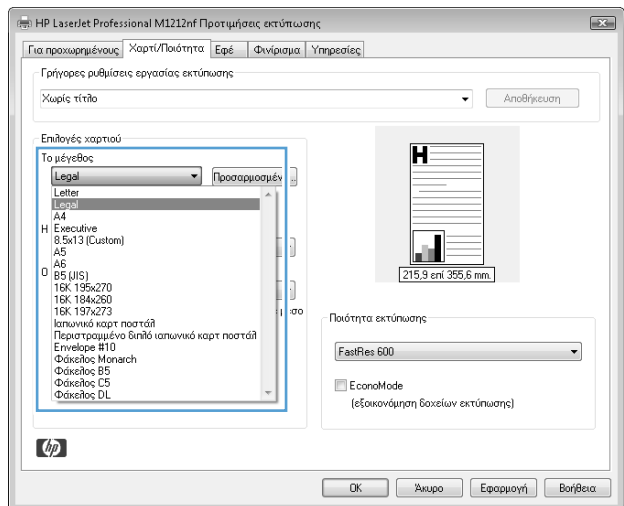 HP LaserJet Professional M1212nf Προτιμήσεις εκτύπωσης
Για προχωρημένους Χαρτί/Ποιότητα Εφέ Φινίρισμα Υπηρεσίες
Γρήγορες ρυθμίσεις εργασίας εκτύπωσης
Χωρίς τίτλο Αποθήκευση
Επιλογές χαρτιού
Το μέγεθος
Legal Προσαρμοσμέν...
Letter
Legal
A4
Η Executive
8.5x13 (Custom)
A5
A6
Ο B5 (JIS)
16K 195x270
16K 184x260
16K 197x273
Ιαπωνικό καρτ ποστάλ
Περιστραμμένο διπλό ιαπωνικό καρτ ποστάλ
Envelope #10
Φάκελος Monarch
Φάκελος B5
Φάκελος C5
Φάκελος DL
H
215,9 επί 355,6 mm.
Ποιότητα εκτύπωσης
FastRes 600
EconoMode
(εξοικονόμηση δοχείων εκτύπωσης)
hp
OK Άκυρο Εφαρμογή Βοήθεια